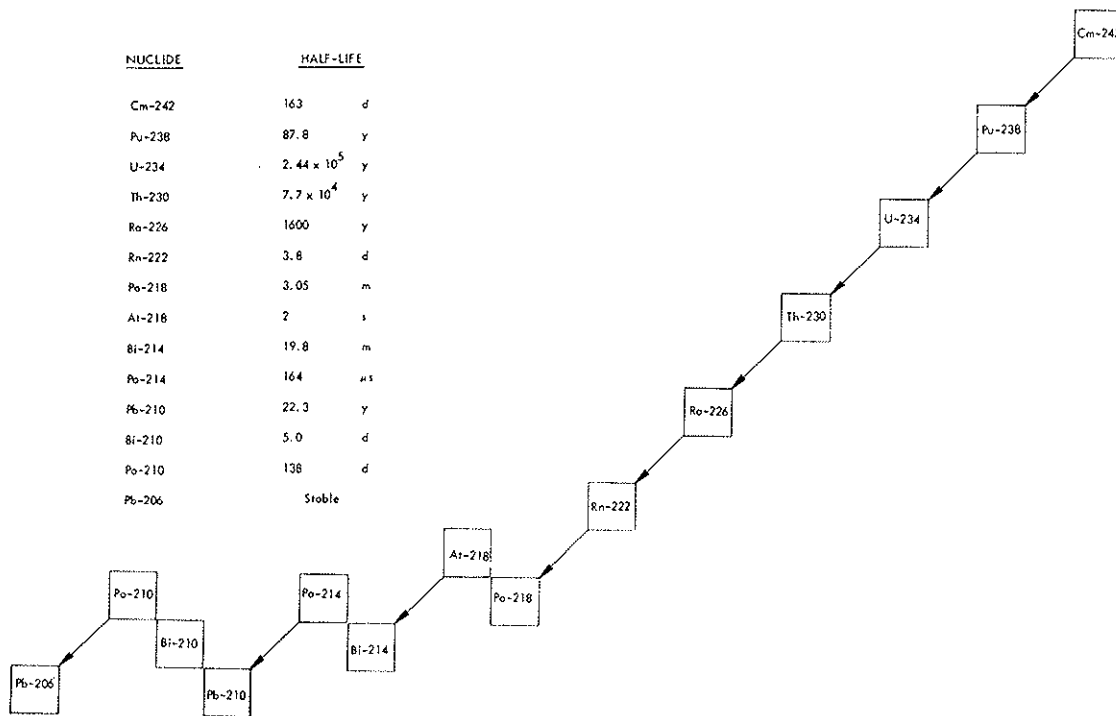 NUCLIDE HALF-LIFE
Cm-242 163 d
Pu-238 87.8 y
U-234 2.44 x 10^5 y
Th-230 7.7 x 10^4 y
Ra-226 1600 y
Rn-222 3.8 d
Po-218 3.05 m
At-218 2 s
Bi-214 19.8 m
Po-214 164 μs
Pb-210 22.3 y
Bi-210 5.0 d
Po-210 138 d
Pb-206 Stable
Cm-24
Pu-238
U-234
Th-230
Ra-226
Rn-222
At-218
Po-218
Po-210
Po-214
Bi-210
Bi-214
Pb-206
Pb-210